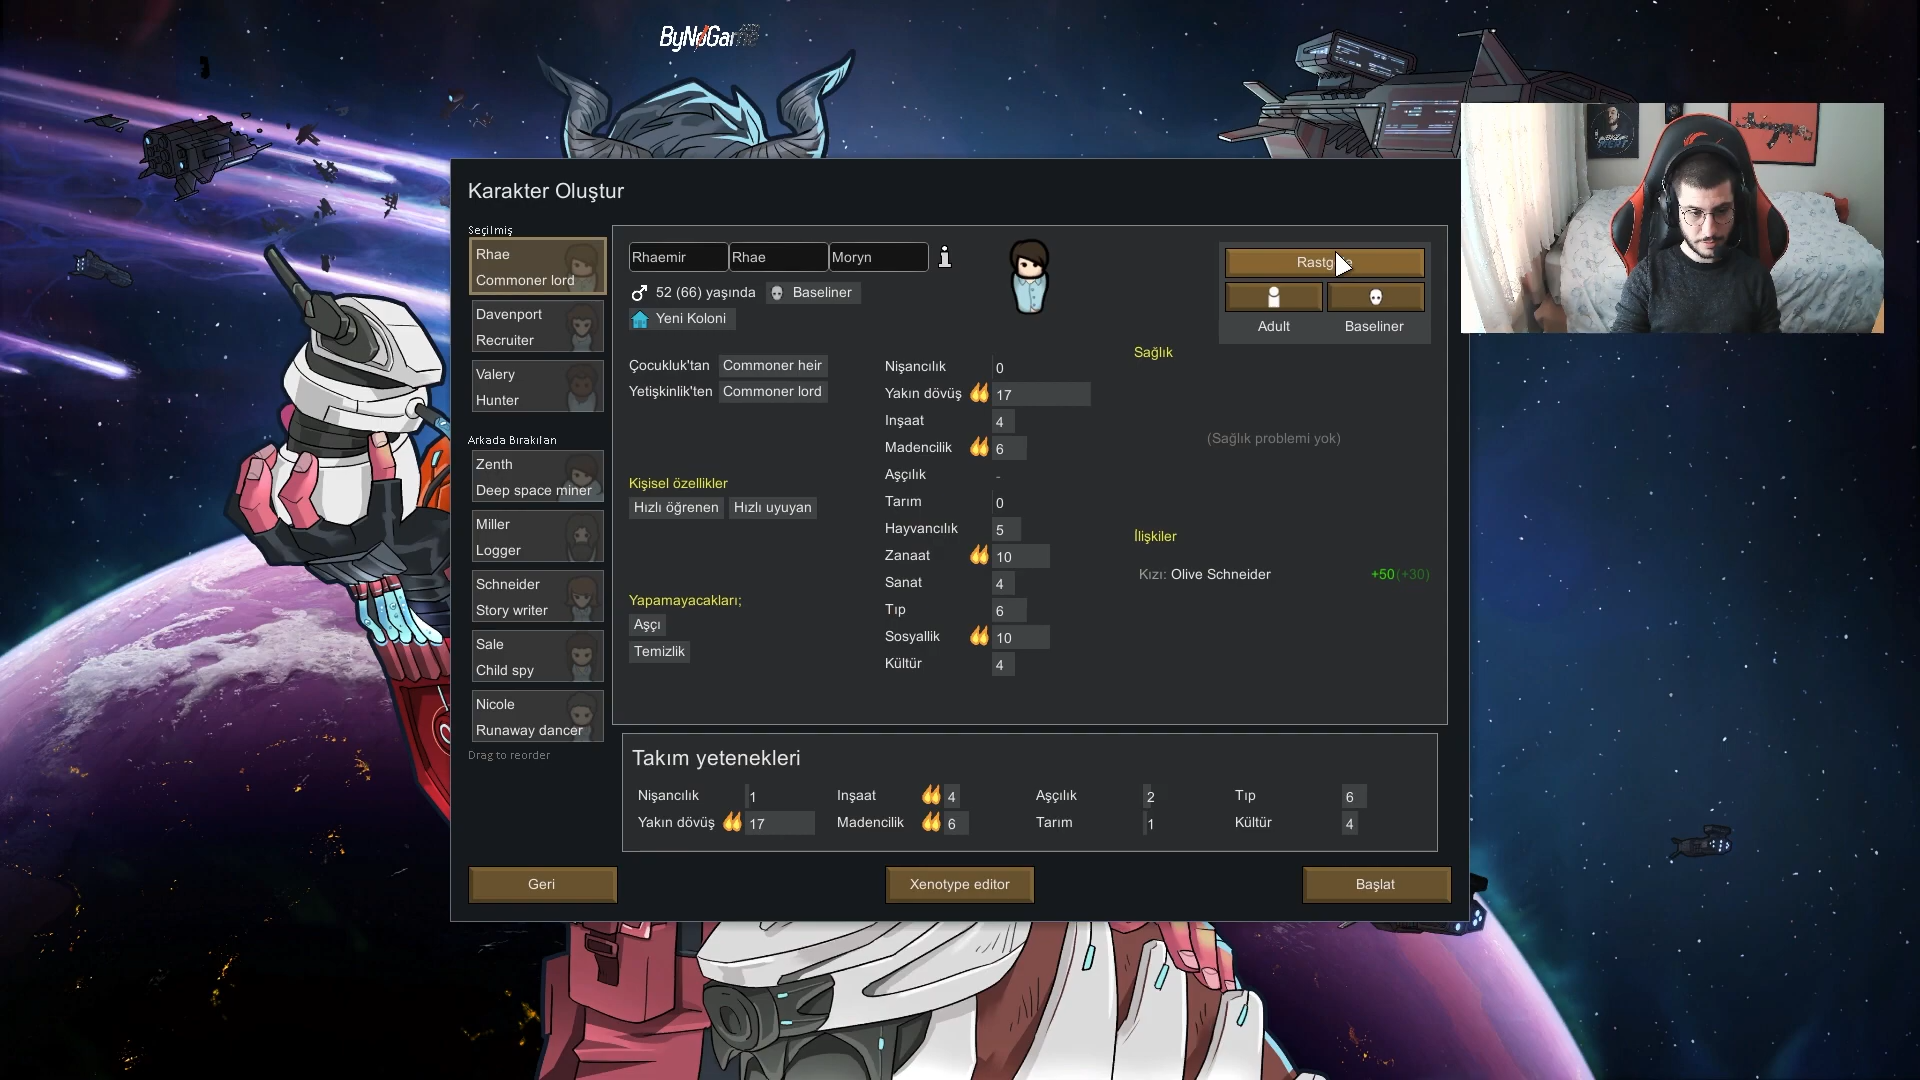 ByNoGame
Karakter Oluştur
Seçilmiş
Rhae
Commoner lord
Davenport
Recruiter
Valery
Hunter
Arkada Bırakılan
Zenth
Deep space miner
Miller
Logger
Schneider
Story writer
Sale
Child spy
Nicole
Runaway dancer
Drag to reorder
Rhaemir Rhae Moryn
52 (66) yaşında Baseliner
Yeni Koloni
Çocukluk'tan Commoner heir
Yetişkinlik'ten Commoner lord
Kişisel özellikler
Hızlı öğrenen Hızlı uyuyan
Yapamayacakları;
Aşçı
Temizlik
Nişancılık 0
Yakın dövüş 17
Inşaat 4
Madencilik 6
Aşçılık -
Tarım 0
Hayvancılık 5
Zanaat 10
Sanat 4
Tıp 6
Sosyallik 10
Kültür 4
Adult Baseliner
Sağlık
(Sağlık problemi yok)
İlişkiler
Kızı: Olive Schneider +50(+30)
Takım yetenekleri
Nişancılık 1 Inşaat 4 Aşçılık 2 Tıp 6
Yakın dövüş 17 Madencilik 6 Tarım 1 Kültür 4
Geri Xenotype editor Başlat